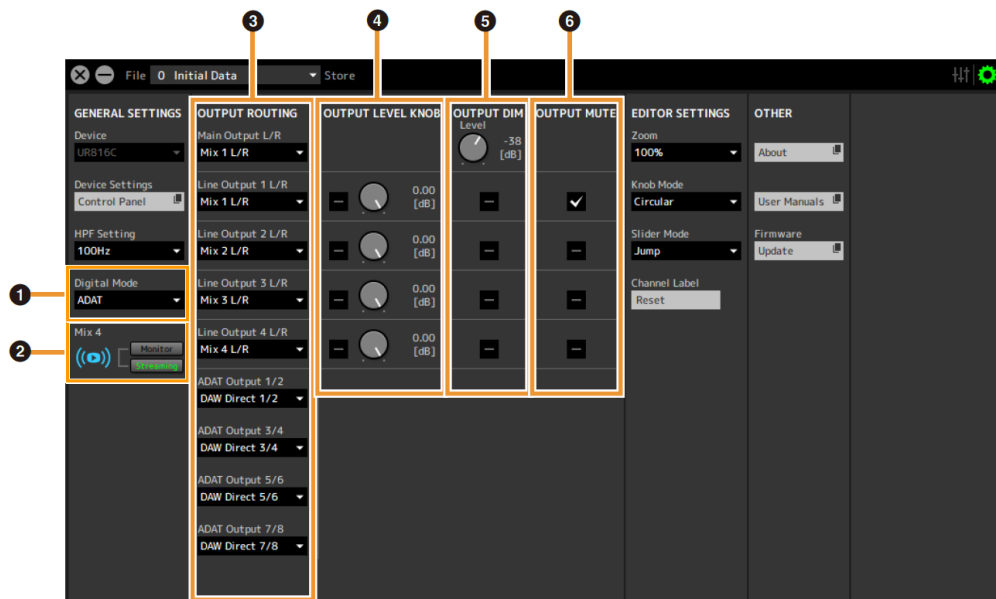 3 4 5 6
File 0 Initial Data Store
GENERAL SETTINGS
Device
UR816C
Device Settings
Control Panel
HPF Setting
100Hz
1
Digital Mode
ADAT
2
Mix 4
Monitor
Streaming
OUTPUT ROUTING
Main Output L/R
Mix 1 L/R
Line Output 1 L/R
Mix 1 L/R
Line Output 2 L/R
Mix 2 L/R
Line Output 3 L/R
Mix 3 L/R
Line Output 4 L/R
Mix 4 L/R
ADAT Output 1/2
DAW Direct 1/2
ADAT Output 3/4
DAW Direct 3/4
ADAT Output 5/6
DAW Direct 5/6
ADAT Output 7/8
DAW Direct 7/8
OUTPUT LEVEL KNOB
0.00
[dB]
0.00
[dB]
0.00
[dB]
0.00
[dB]
OUTPUT DIM
Level
-38
[dB]
OUTPUT MUTE
EDITOR SETTINGS
Zoom
100%
Knob Mode
Circular
Slider Mode
Jump
Channel Label
Reset
OTHER
About
User Manuals
Firmware
Update